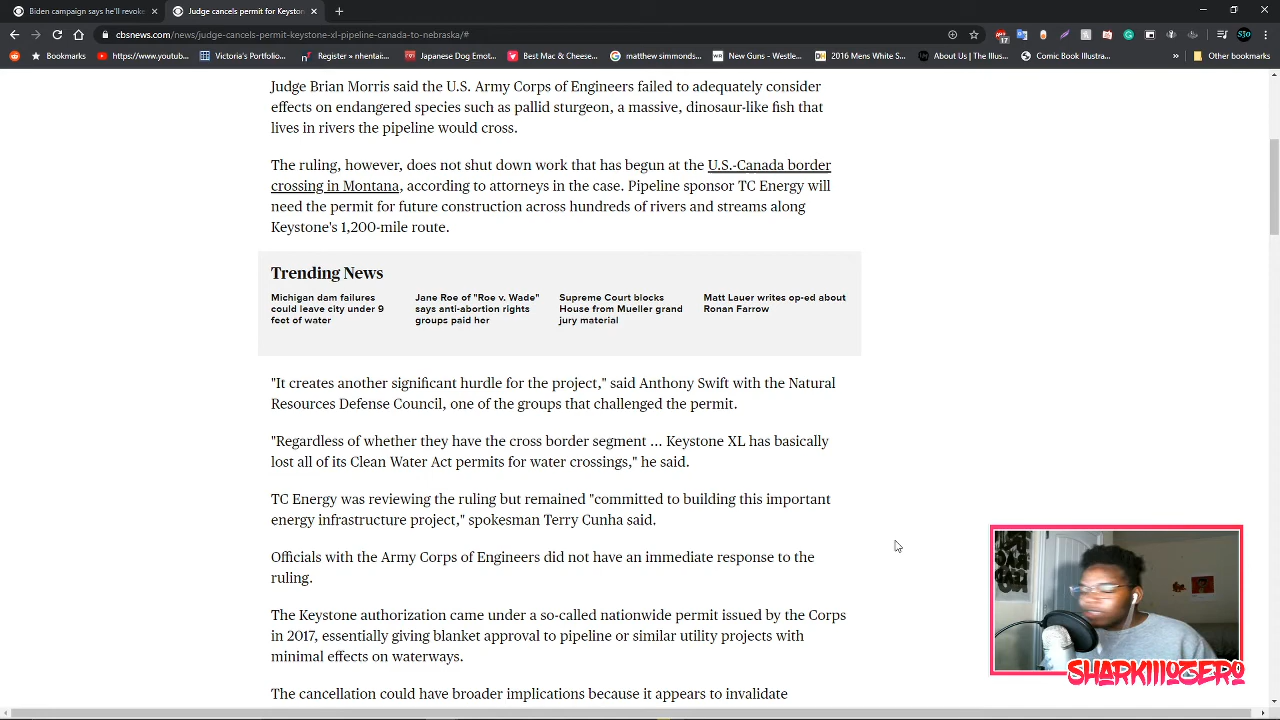 Biden campaign says he'll revoke
Judge cancels permit for Keyston
cbsnews.com/news/judge-cancels-permit-keystone-xl-pipeline-canada-to-nebraska/#
Bookmarks
https://www.youtub...
Victoria's Portfolio...
Register » nhentai:...
Japanese Dog Emot...
Best Mac & Cheese...
matthew simmonds...
New Guns - Westle...
2016 Mens White S...
About Us | The Illus...
Comic Book Illustra...
Other bookmarks
Judge Brian Morris said the U.S. Army Corps of Engineers failed to adequately consider
effects on endangered species such as pallid sturgeon, a massive, dinosaur-like fish that
lives in rivers the pipeline would cross.
The ruling, however, does not shut down work that has begun at the U.S.-Canada border
crossing in Montana, according to attorneys in the case. Pipeline sponsor TC Energy will
need the permit for future construction across hundreds of rivers and streams along
Keystone's 1,200-mile route.
Trending News
Michigan dam failures
could leave city under 9
feet of water
Jane Roe of "Roe v. Wade"
says anti-abortion rights
groups paid her
Supreme Court blocks
House from Mueller grand
jury material
Matt Lauer writes op-ed about
Ronan Farrow
"It creates another significant hurdle for the project," said Anthony Swift with the Natural
Resources Defense Council, one of the groups that challenged the permit.
"Regardless of whether they have the cross border segment ... Keystone XL has basically
lost all of its Clean Water Act permits for water crossings," he said.
TC Energy was reviewing the ruling but remained "committed to building this important
energy infrastructure project," spokesman Terry Cunha said.
Officials with the Army Corps of Engineers did not have an immediate response to the
ruling.
The Keystone authorization came under a so-called nationwide permit issued by the Corps
in 2017, essentially giving blanket approval to pipeline or similar utility projects with
minimal effects on waterways.
The cancellation could have broader implications because it appears to invalidate